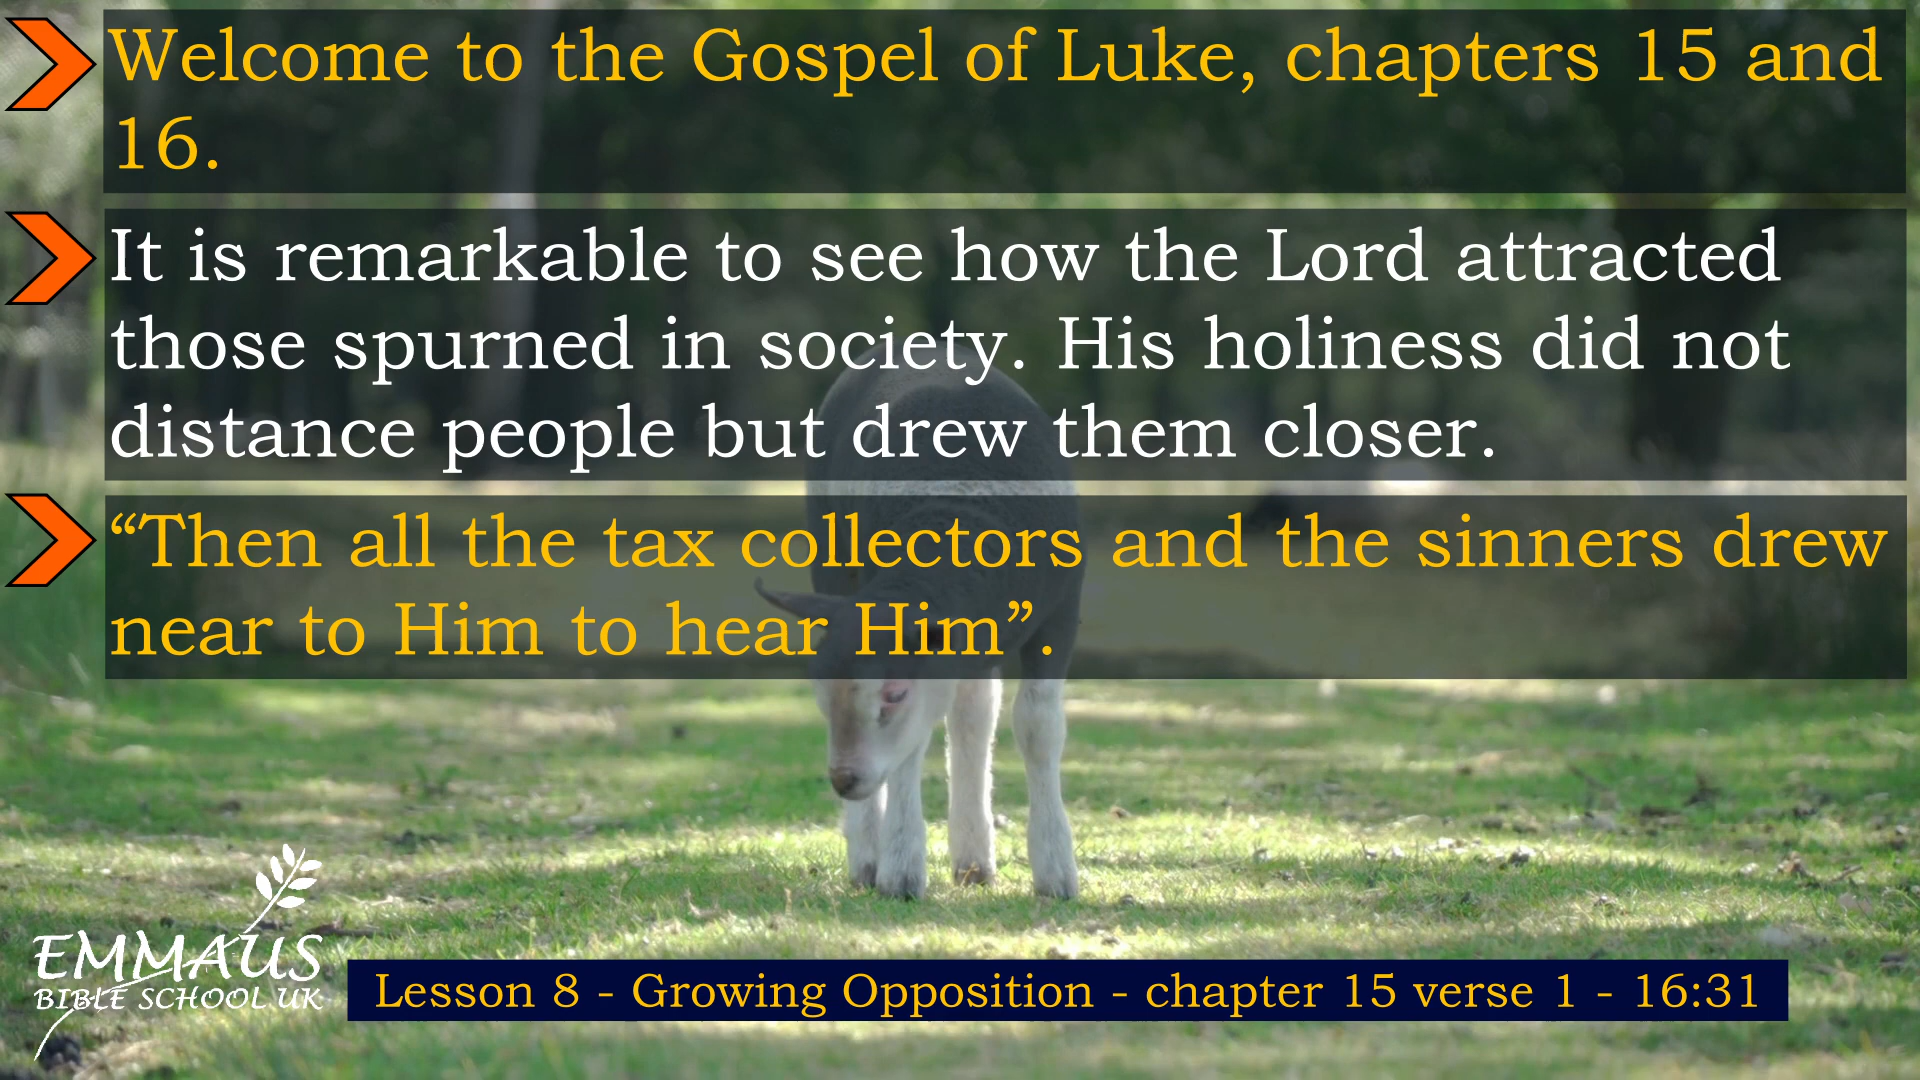 Welcome to the Gospel of Luke, chapters 15 and
16.
It is remarkable to see how the Lord attracted
those spurned in society. His holiness did not
distance people but drew them closer.
“Then all the tax collectors and the sinners drew
near to Him to hear Him”.
EMMAUS
BIBLE SCHOOL UK
Lesson 8 - Growing Opposition - chapter 15 verse 1 - 16:31